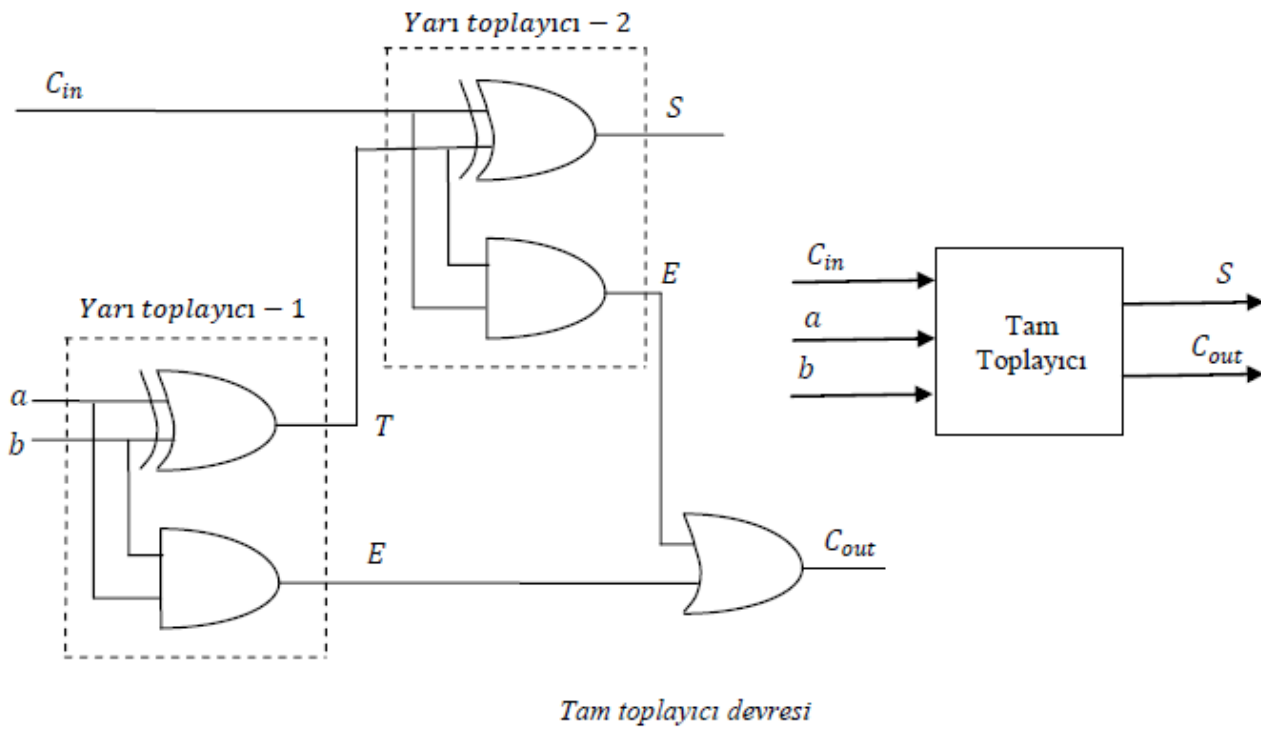 Yarı toplayıcı − 2
C_in
S
E
Yarı toplayıcı − 1
a
b
T
E
C_out
C_in
a
b
Tam
Toplayıcı
S
C_out
Tam toplayıcı devresi